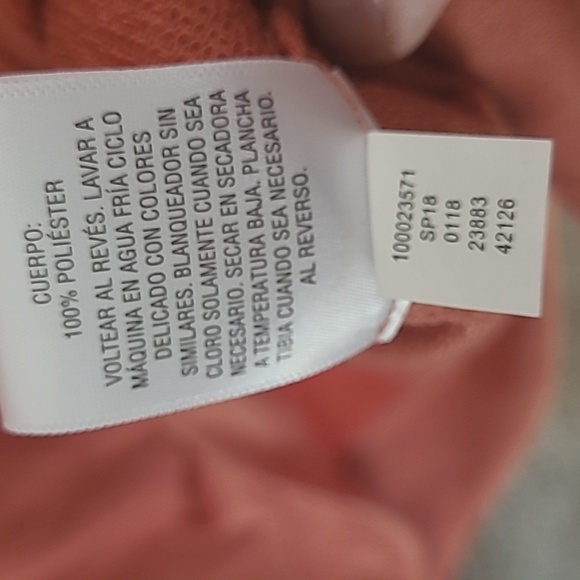 CUERPO:
100% POLIÉSTER
VOLTEAR AL REVÉS. LAVAR A
MÁQUINA EN AGUA FRÍA CICLO
DELICADO CON COLORES
SIMILARES. BLANQUEADOR SIN
CLORO SOLAMENTE CUANDO SEA
NECESARIO. SECAR EN SECADORA
A TEMPERATURA BAJA. PLANCHA
TIBIA CUANDO SEA NECESARIO.
AL REVERSO.
100023571
SP18
0118
23883
42126